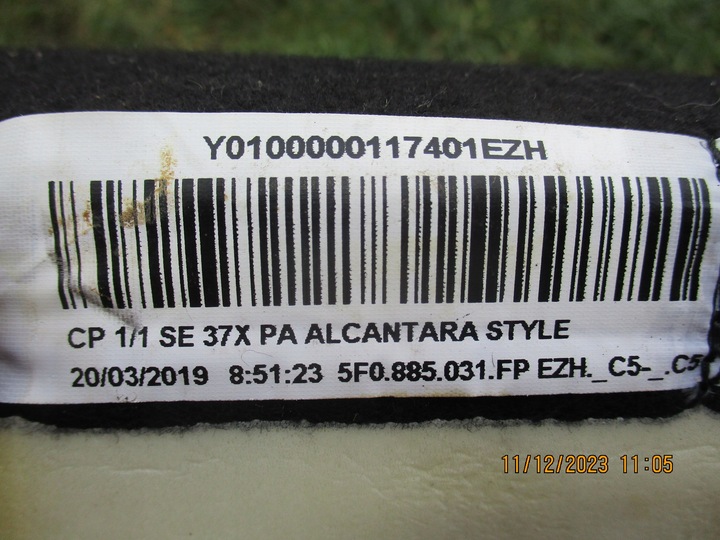 Y0100000117401EZH
CP 1/1 SE 37X PA ALCANTARA STYLE
20/03/2019 8:51:23 5F0.885.031.FP EZH._C5-_.C5
11/12/2023 11:05